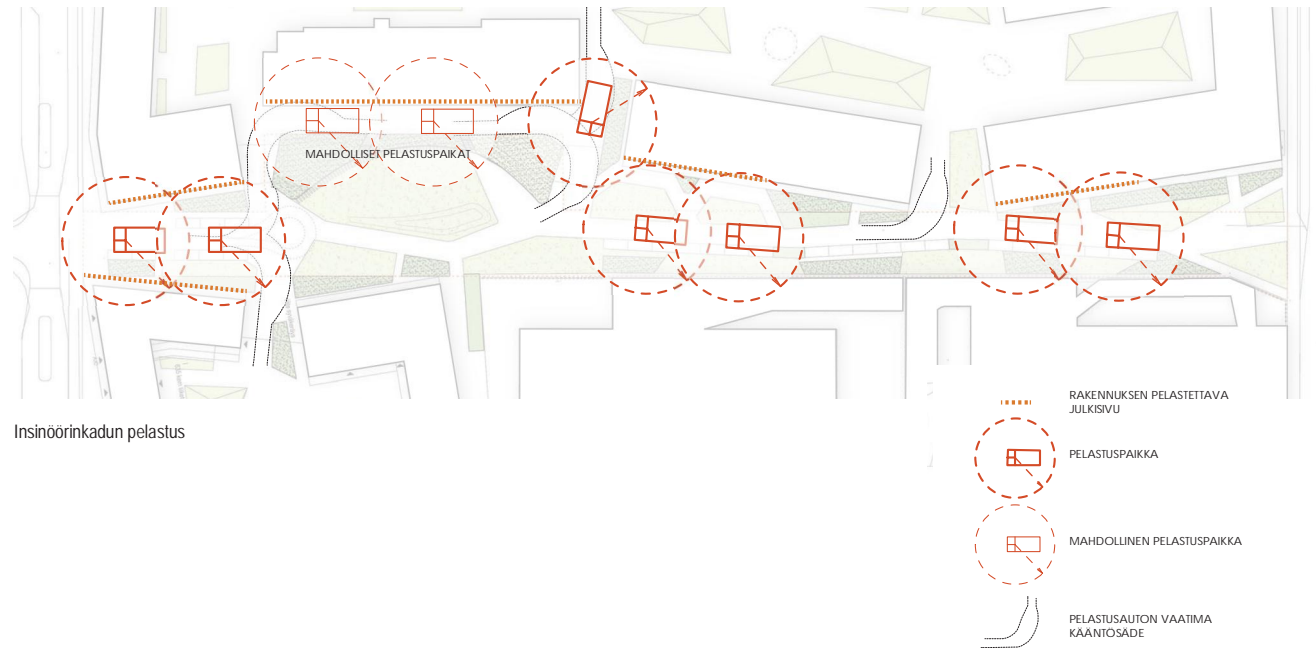 MAHDOLLISET PELASTUSPAIKAT
Insinöörinkadun pelastus
RAKENNUKSEN PELASTETTAVA
JULKISIVU
PELASTUSPAIKKA
MAHDOLLINEN PELASTUSPAIKKA
PELASTUSAUTON VAATIMA
KÄÄNTÖSÄDE